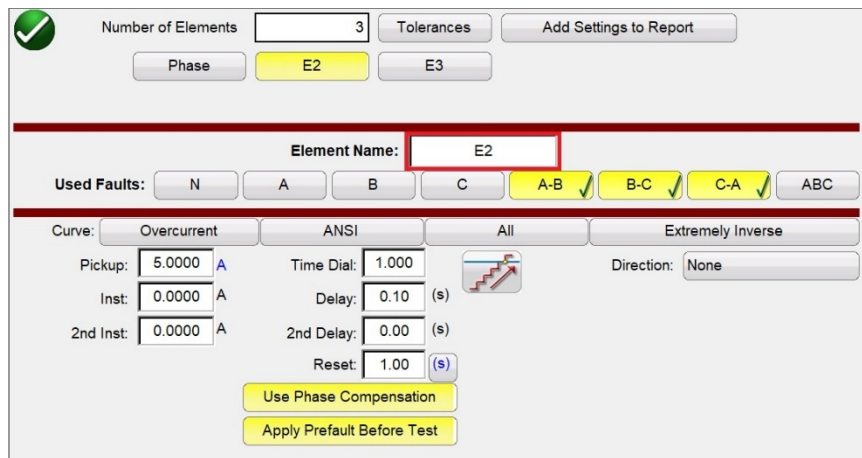 Number of Elements 3 Tolerances Add Settings to Report
Phase E2 E3
Element Name: E2
Used Faults: N A B C A-B B-C C-A ABC
Curve: Overcurrent ANSI All Extremely Inverse
Pickup: 5.0000 A Time Dial: 1.000 Direction: None
Inst: 0.0000 A Delay: 0.10 (s)
2nd Inst: 0.0000 A 2nd Delay: 0.00 (s)
Reset: 1.00 (s)
Use Phase Compensation
Apply Prefault Before Test